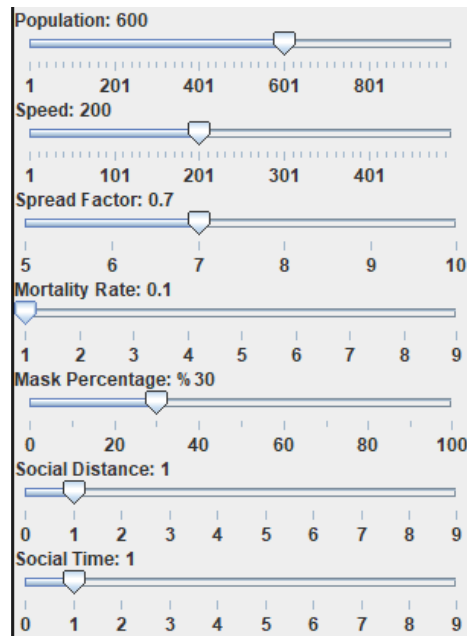 Population: 600
1 201 401 601 801
Speed: 200
1 101 201 301 401
Spread Factor: 0.7
5 6 7 8 9 10
Mortality Rate: 0.1
1 2 3 4 5 6 7 8 9
Mask Percentage: %30
0 20 40 60 80 100
Social Distance: 1
0 1 2 3 4 5 6 7 8 9
Social Time: 1
0 1 2 3 4 5 6 7 8 9